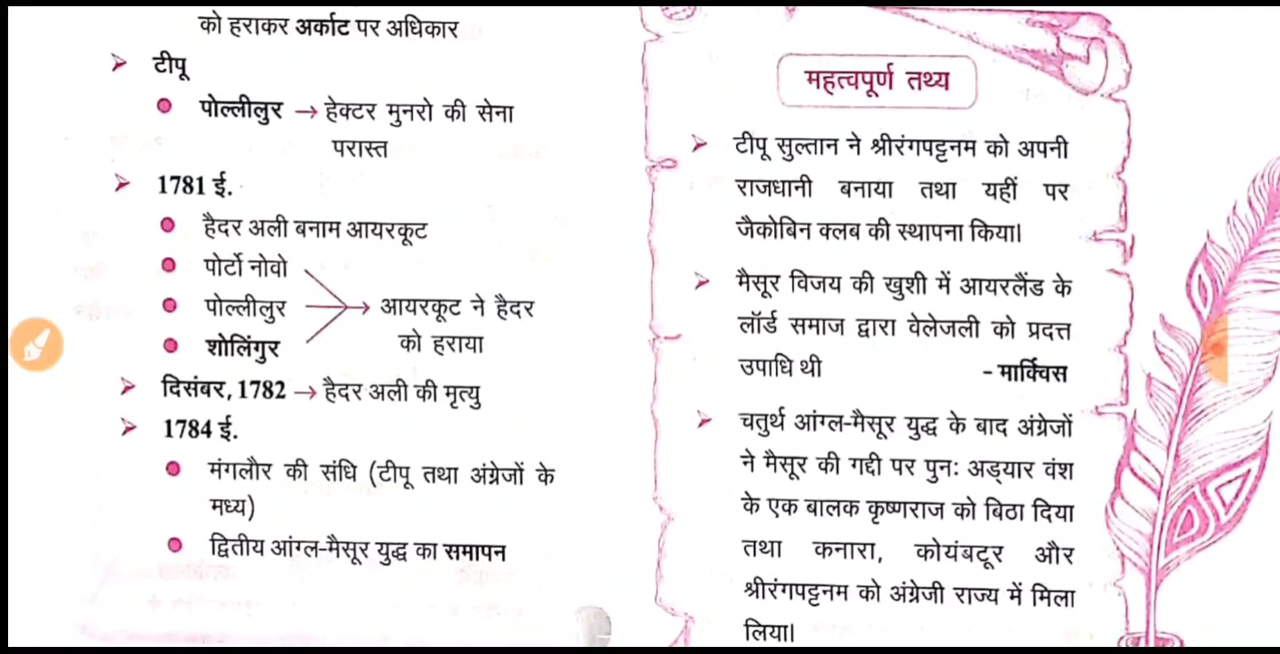 को हराकर अर्काट पर अधिकार
➢ टीपू
● पोल्लीलुर → हेक्टर मुनरो की सेना
परास्त
➢ 1781 ई.
● हैदर अली बनाम आयरकूट
● पोर्टो नोवो
● पोल्लीलुर → आयरकूट ने हैदर
● शोलिंगुर को हराया
➢ दिसंबर, 1782 → हैदर अली की मृत्यु
➢ 1784 ई.
● मंगलौर की संधि (टीपू तथा अंग्रेजों के
मध्य)
● द्वितीय आंग्ल-मैसूर युद्ध का समापन
महत्वपूर्ण तथ्य
➢ टीपू सुल्तान ने श्रीरंगपट्टनम को अपनी
राजधानी बनाया तथा यहीं पर
जैकोबिन क्लब की स्थापना किया।
➢ मैसूर विजय की खुशी में आयरलैंड के
लॉर्ड समाज द्वारा वेलेजली को प्रदत्त
उपाधि थी - मार्क्विस
➢ चतुर्थ आंग्ल-मैसूर युद्ध के बाद अंग्रेजों
ने मैसूर की गद्दी पर पुनः अड्यार वंश
के एक बालक कृष्णराज को बिठा दिया
तथा कनारा, कोयंबटूर और
श्रीरंगपट्टनम को अंग्रेजी राज्य में मिला
लिया।